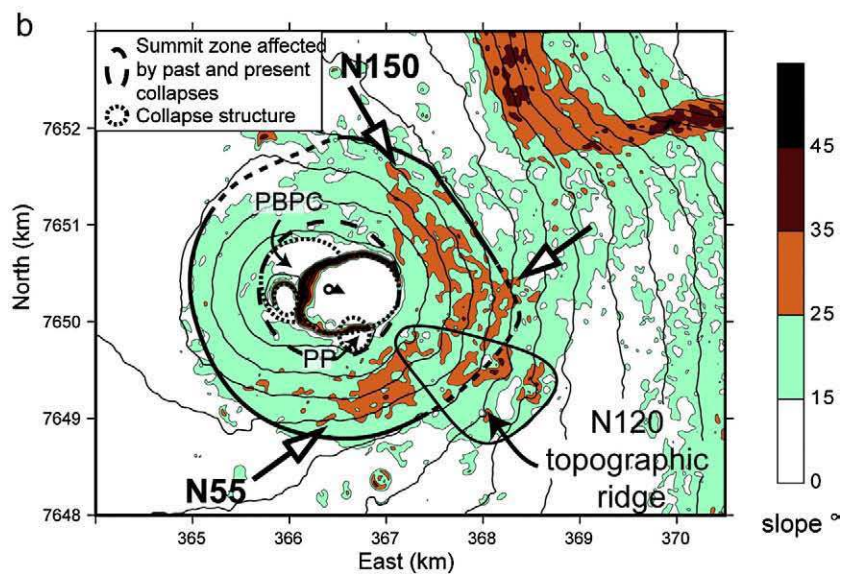 b
Summit zone affected
by past and present
collapses
Collapse structure
N150
PBPC
PP
N55
N120
topographic
ridge
7652
7651
7650
7649
7648
North (km)
365
366
367
368
369
370
East (km)
45
35
25
15
0
slope °